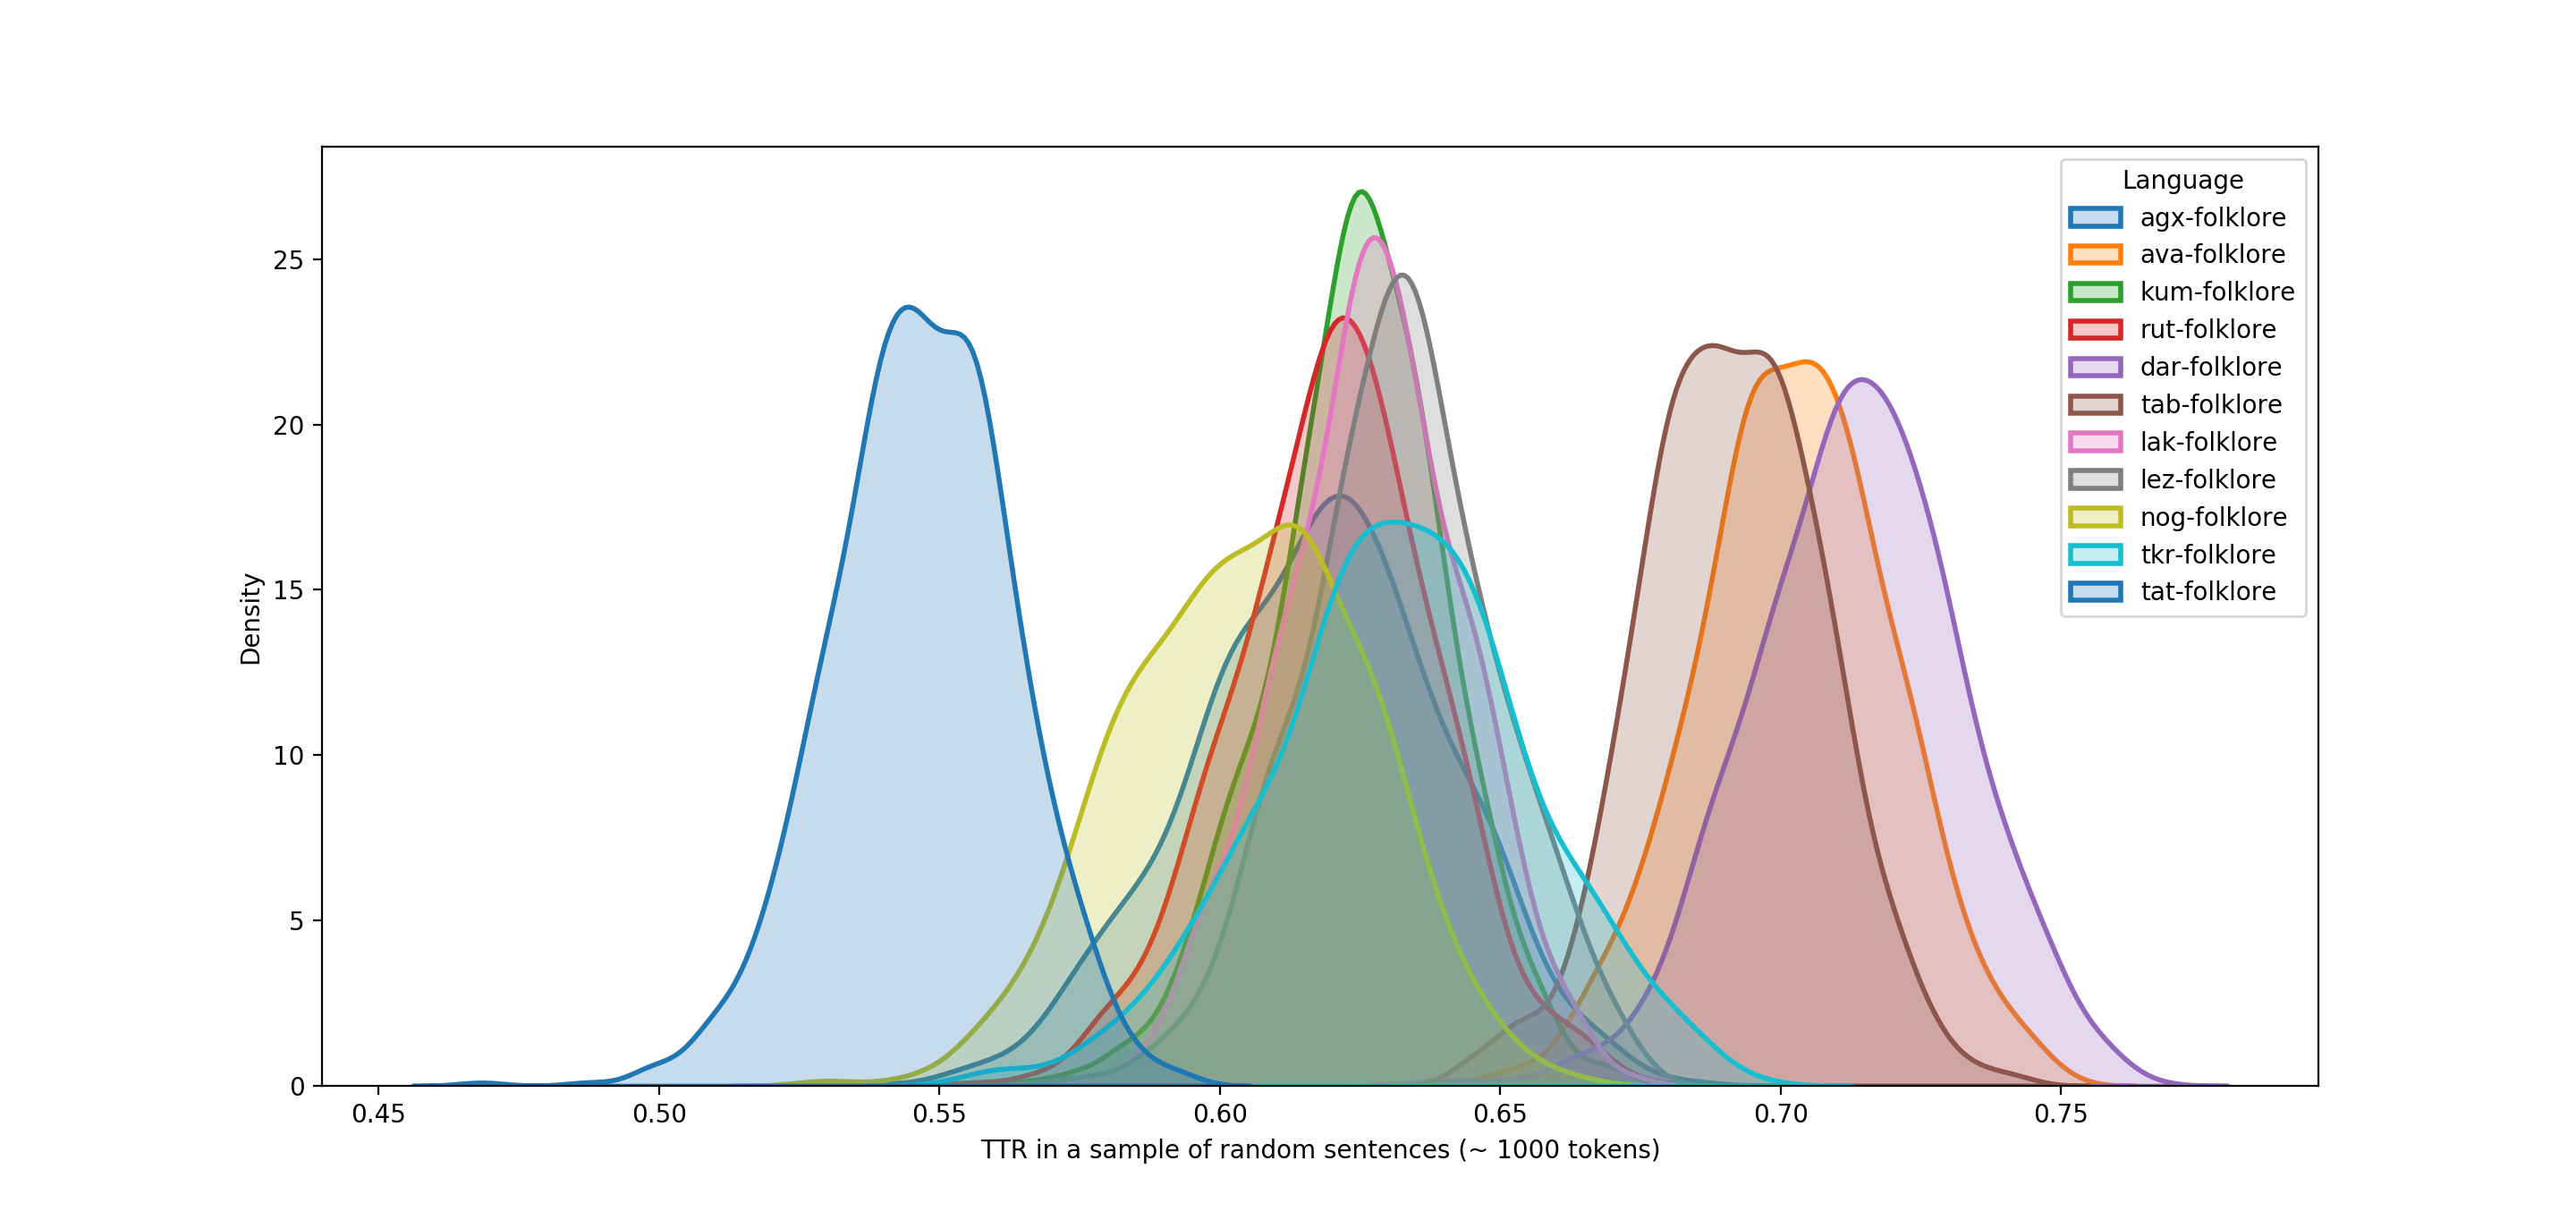 Language
agx-folklore
ava-folklore
kum-folklore
rut-folklore
dar-folklore
tab-folklore
lak-folklore
lez-folklore
nog-folklore
tkr-folklore
tat-folklore
25
20
15
10
5
0
Density
0.45 0.50 0.55 0.60 0.65 0.70 0.75
TTR in a sample of random sentences (~ 1000 tokens)